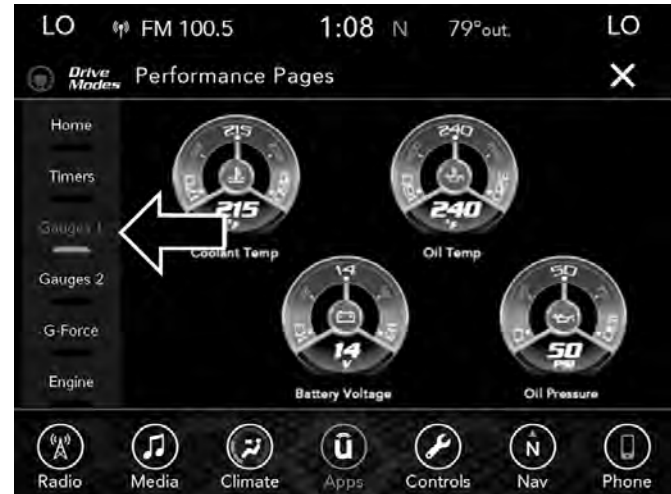 LO FM 100.5 1:08 N 79°out. LO
Drive Modes Performance Pages X
Home
Timers
Gauges 1
Gauges 2
G-Force
Engine
215
215
°F
Coolant Temp
240
240
°F
Oil Temp
14
14
V
Battery Voltage
50
50
PSI
Oil Pressure
Radio Media Climate Apps Controls Nav Phone
N